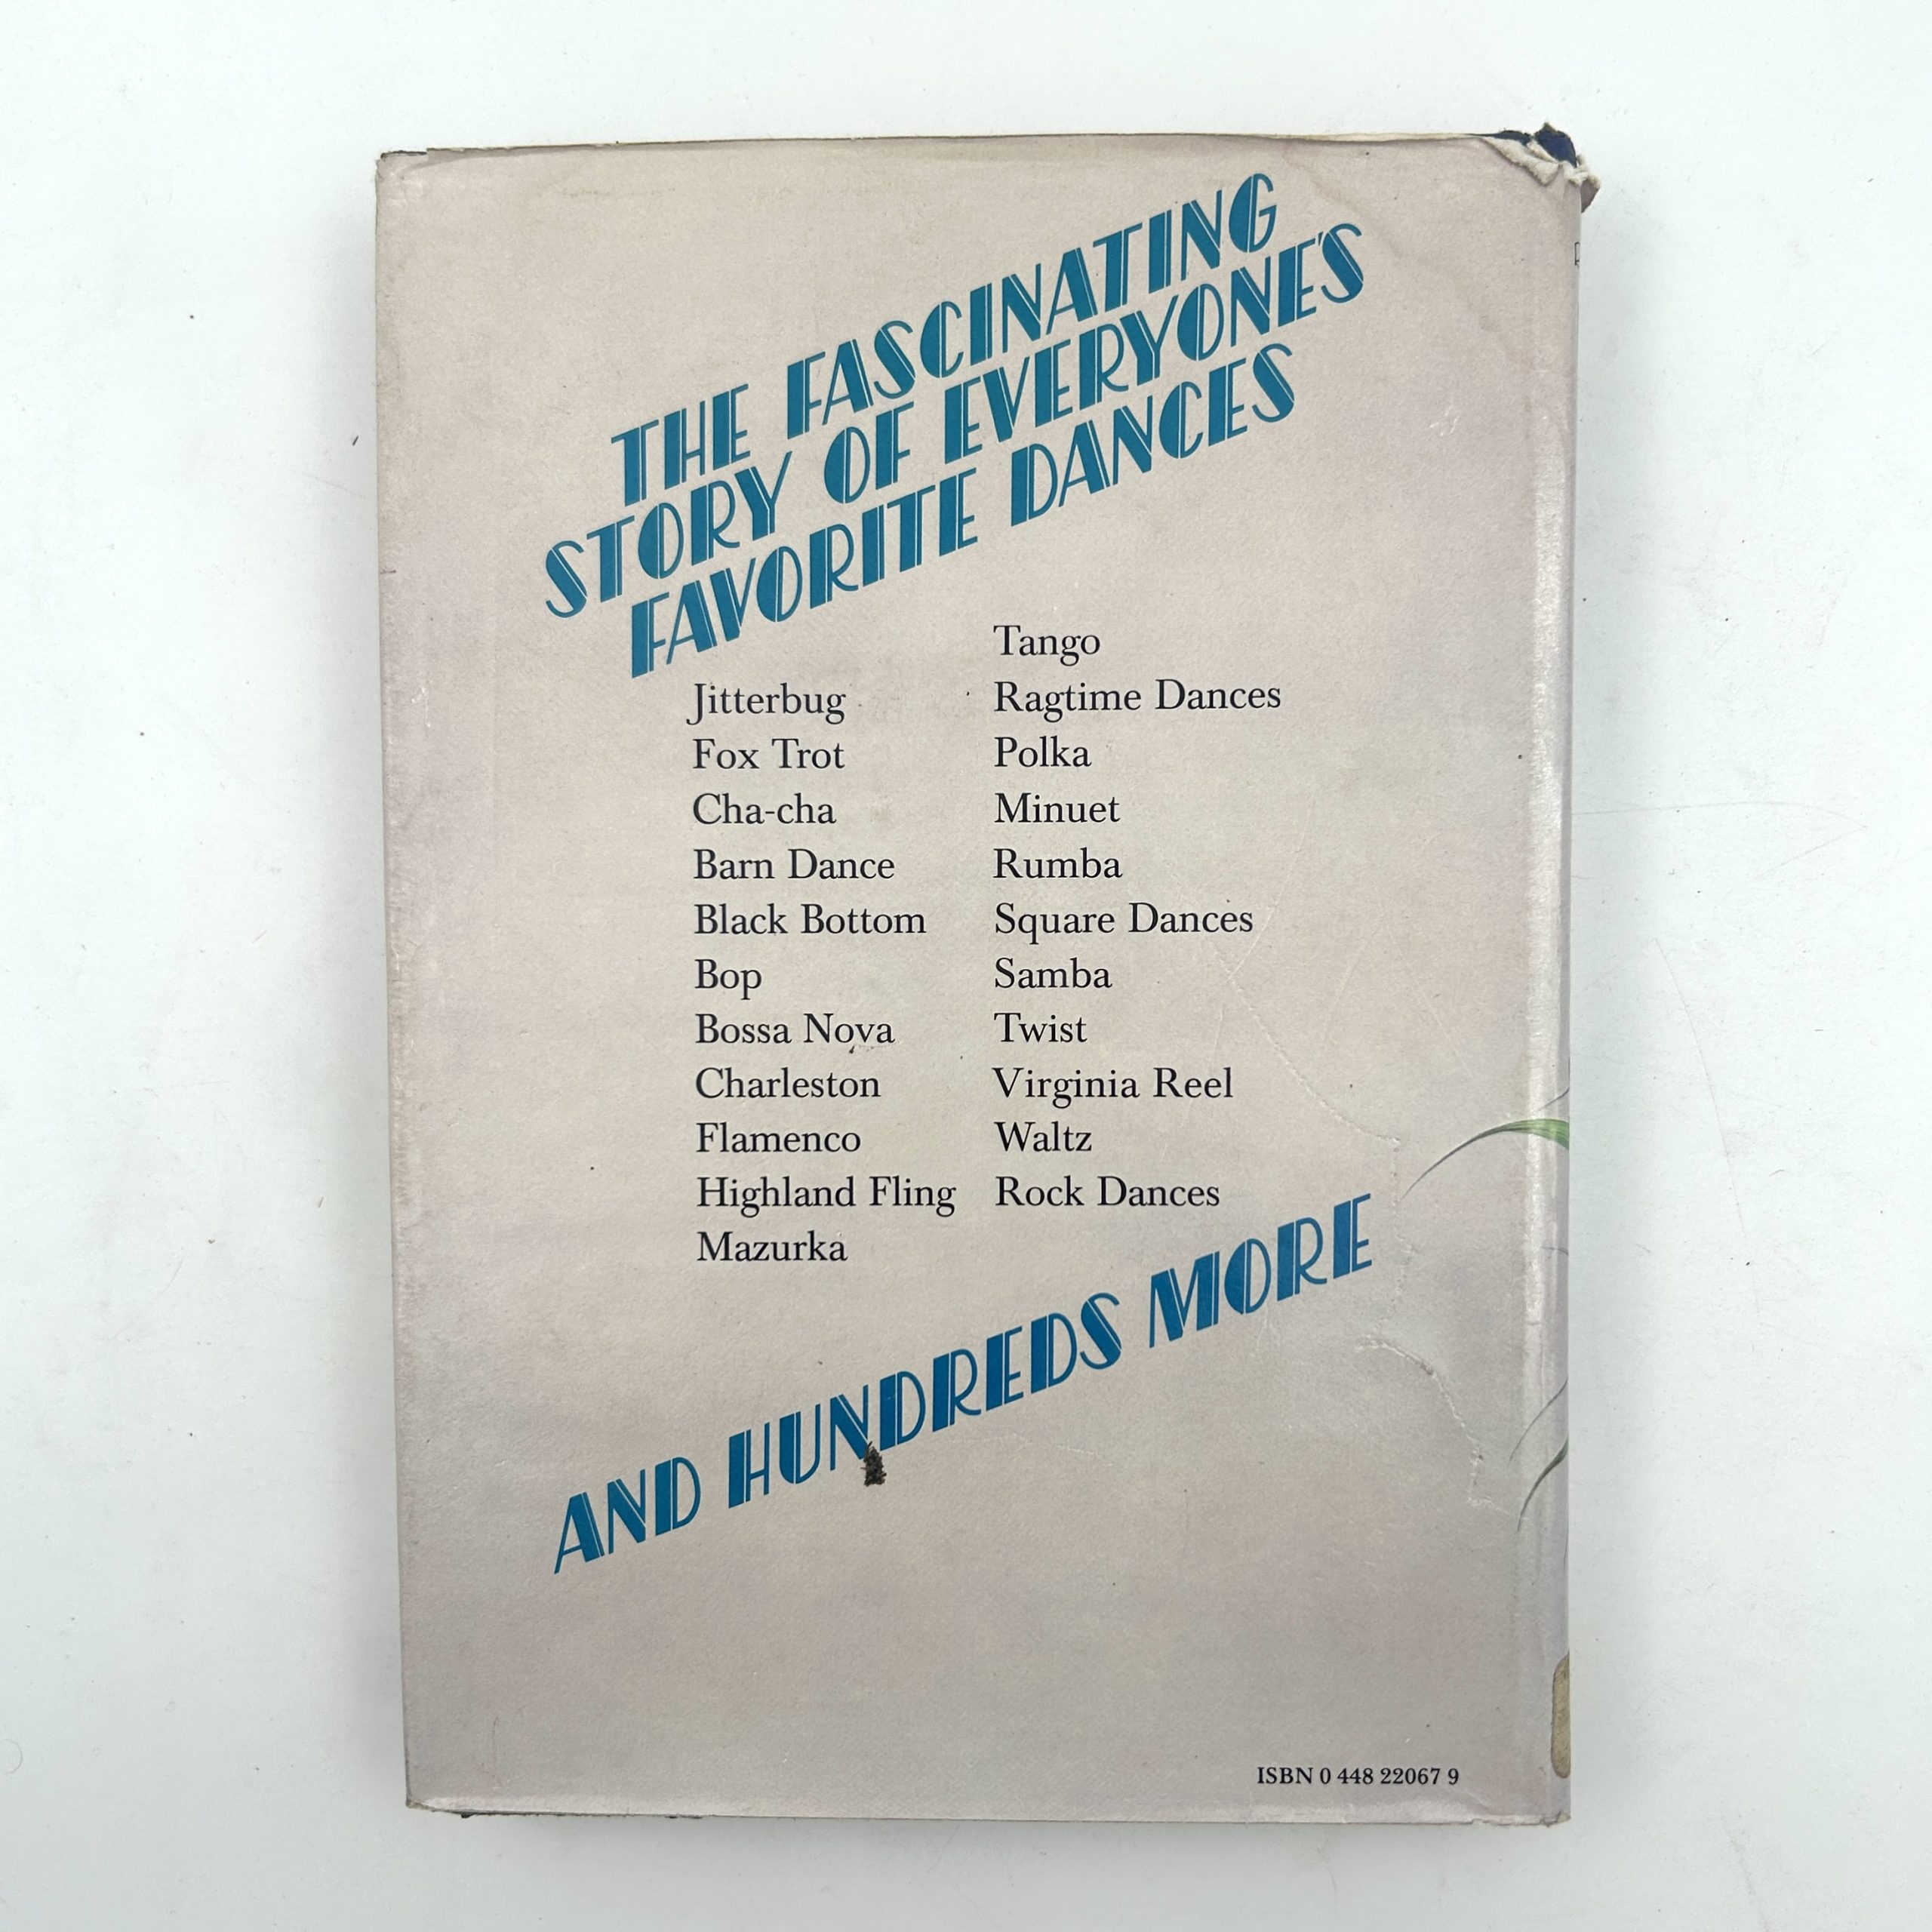 THE FASCINATING
STORY OF EVERYONE'S
FAVORITE DANCES
Jitterbug
Fox Trot
Cha-cha
Barn Dance
Black Bottom
Bop
Bossa Nova
Charleston
Flamenco
Highland Fling
Mazurka
Tango
Ragtime Dances
Polka
Minuet
Rumba
Square Dances
Samba
Twist
Virginia Reel
Waltz
Rock Dances
AND HUNDREDS MORE
ISBN 0 448 22067 9